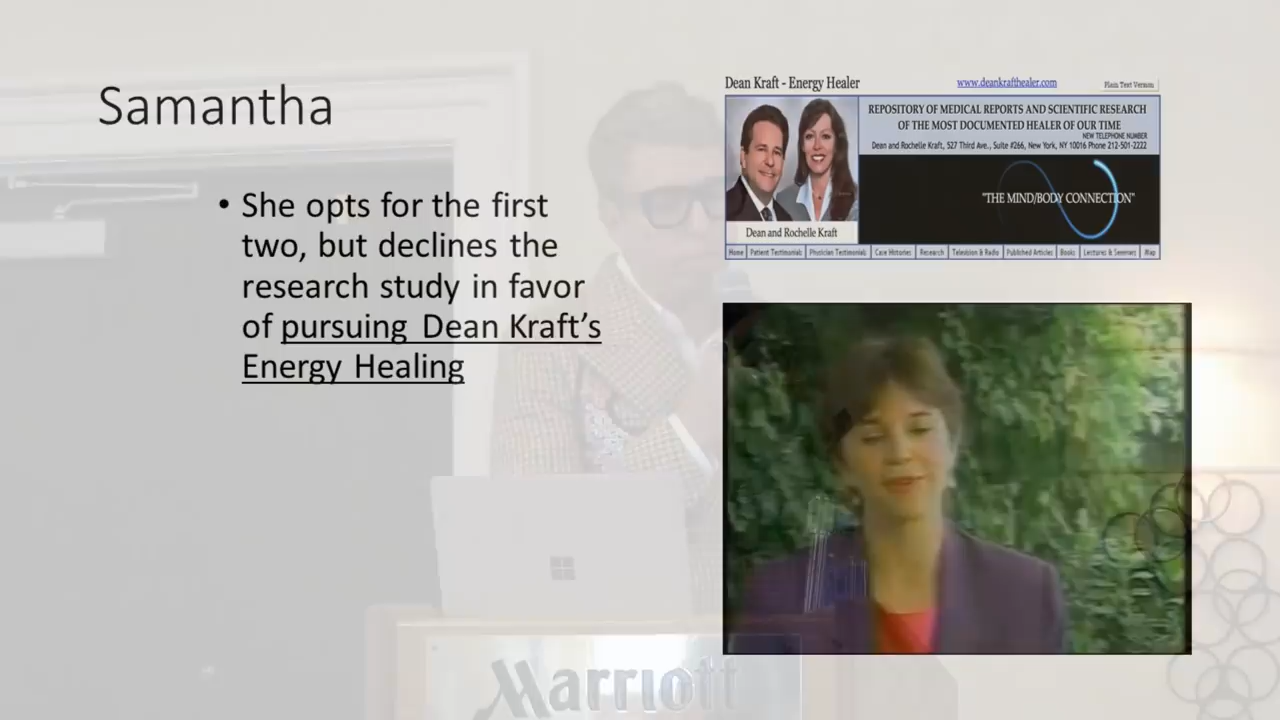 Samantha
• She opts for the first
two, but declines the
research study in favor
of pursuing Dean Kraft's
Energy Healing
Dean Kraft - Energy Healer
www.deankrafthealer.com
Plain Text Version
REPOSITORY OF MEDICAL REPORTS AND SCIENTIFIC RESEARCH
OF THE MOST DOCUMENTED HEALER OF OUR TIME
NEW TELEPHONE NUMBER
Dean and Rochelle Kraft, 527 Third Ave., Suite #266, New York, NY 10016 Phone 212-501-2222
"THE MIND/BODY CONNECTION"
Dean and Rochelle Kraft
Home Patient Testimonials Physician Testimonials Case Histories Research Television & Radio Published Articles Books Lectures & Seminars Map
Marriott